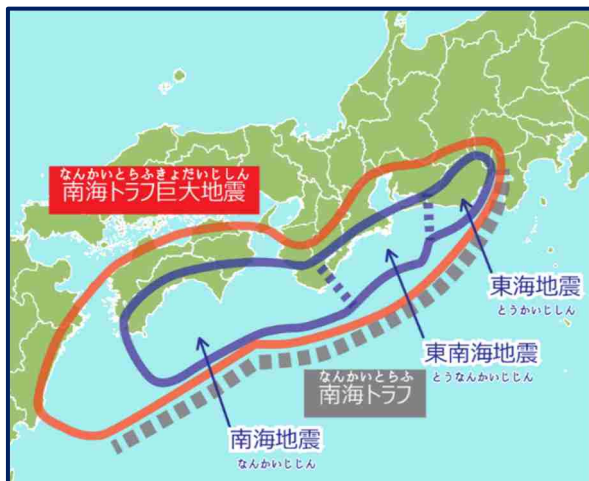 なんかいとらふきょだいじしん
南海トラフ巨大地震
東海地震
とうかいじしん
東南海地震
とうなんかいじじん
なんかいとらふ
南海トラフ
南海地震
なんかいじじん